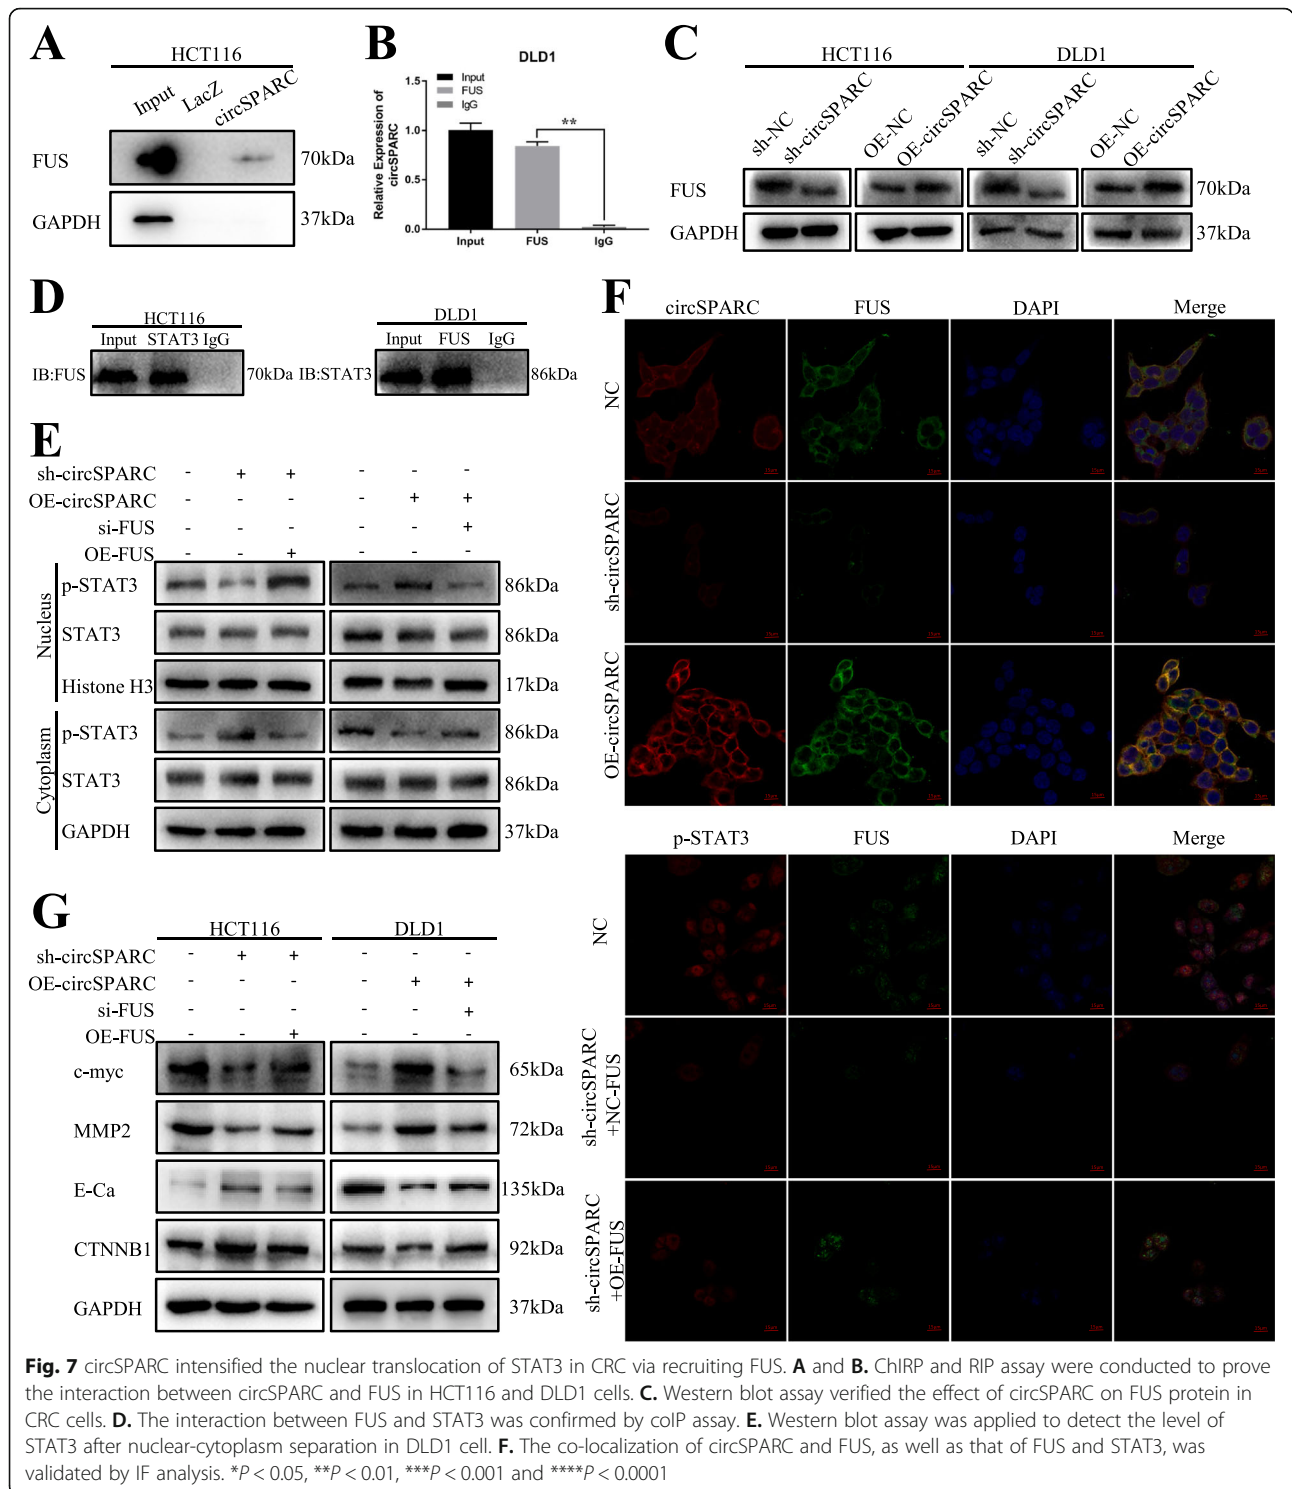 A
HCT116
Input LacZ circSPARC
FUS 70kDa
GAPDH 37kDa
B
DLD1
Input
FUS
IgG
Relative Expression of
circSPARC
1.5
1.0
0.5
0.0
**
Input FUS IgG
C
HCT116 DLD1
sh-NC sh-circSPARC OE-NC OE-circSPARC sh-NC sh-circSPARC OE-NC OE-circSPARC
FUS 70kDa
GAPDH 37kDa
D
HCT116
Input STAT3 IgG
IB:FUS 70kDa
DLD1
Input FUS IgG
IB:STAT3 86kDa
E
sh-circSPARC - + + - - -
OE-circSPARC - - - - + +
si-FUS - - - - - +
OE-FUS - - + - - -
Nucleus
p-STAT3 86kDa
STAT3 86kDa
Histone H3 17kDa
Cytoplasm
p-STAT3 86kDa
STAT3 86kDa
GAPDH 37kDa
F
circSPARC FUS DAPI Merge
NC
sh-circSPARC
OE-circSPARC
p-STAT3 FUS DAPI Merge
NC
sh-circSPARC
+NC-FUS
sh-circSPARC
+OE-FUS
G
HCT116 DLD1
sh-circSPARC - + + - - -
OE-circSPARC - - - - + +
si-FUS - - - - - +
OE-FUS - - + - - -
c-myc 65kDa
MMP2 72kDa
E-Ca 135kDa
CTNNB1 92kDa
GAPDH 37kDa
Fig. 7 circSPARC intensified the nuclear translocation of STAT3 in CRC via recruiting FUS. A and B. ChIRP and RIP assay were conducted to prove
the interaction between circSPARC and FUS in HCT116 and DLD1 cells. C. Western blot assay verified the effect of circSPARC on FUS protein in
CRC cells. D. The interaction between FUS and STAT3 was confirmed by coIP assay. E. Western blot assay was applied to detect the level of
STAT3 after nuclear-cytoplasm separation in DLD1 cell. F. The co-localization of circSPARC and FUS, as well as that of FUS and STAT3, was
validated by IF analysis. *P < 0.05, **P < 0.01, ***P < 0.001 and ****P < 0.0001